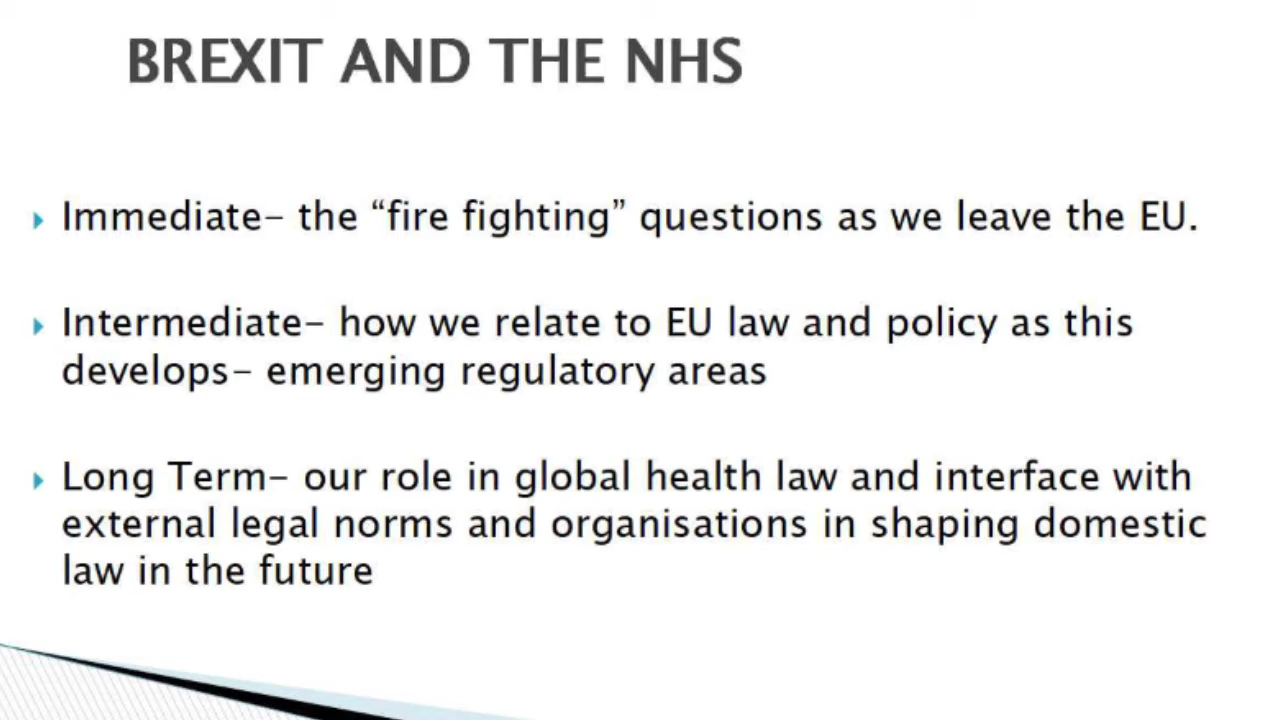 BREXIT AND THE NHS
Immediate- the “fire fighting” questions as we leave the EU.
Intermediate- how we relate to EU law and policy as this
develops- emerging regulatory areas
Long Term- our role in global health law and interface with
external legal norms and organisations in shaping domestic
law in the future